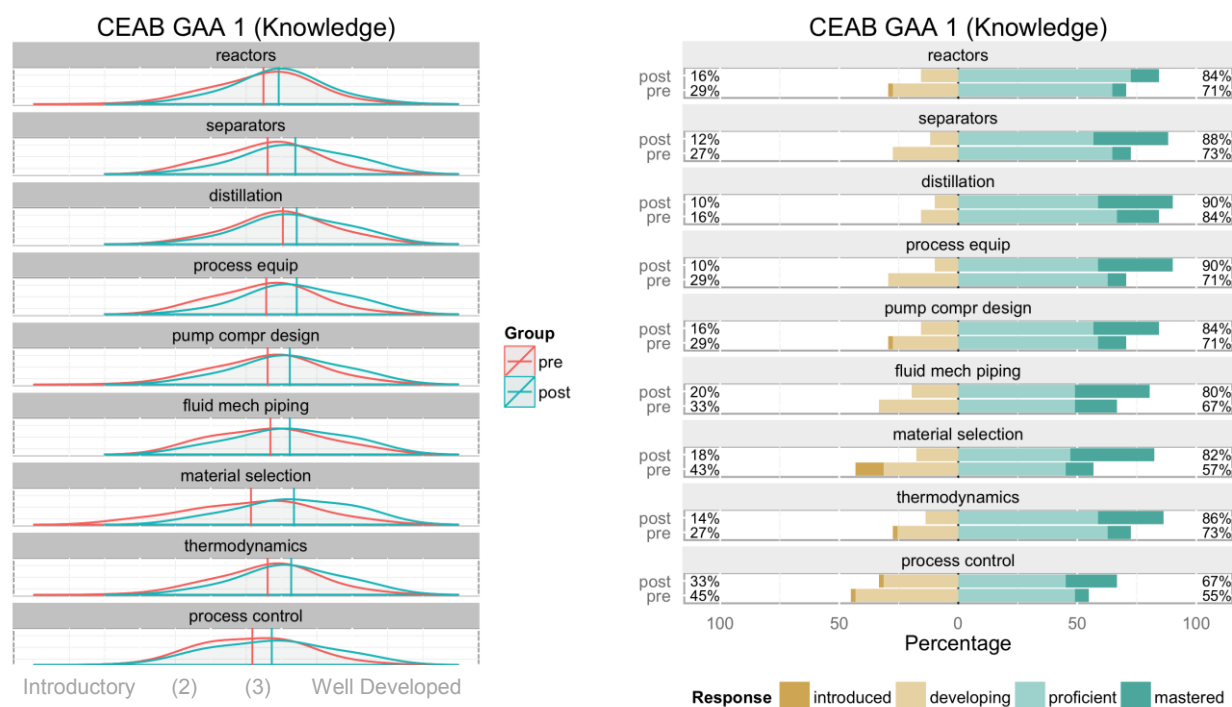 CEAB GAA 1 (Knowledge)
reactors
separators
distillation
process equip
pump compr design
fluid mech piping
material selection
thermodynamics
process control
Introductory (2) (3) Well Developed
Group
pre
post
CEAB GAA 1 (Knowledge)
reactors
post 16% 84%
pre 29% 71%
separators
post 12% 88%
pre 27% 73%
distillation
post 10% 90%
pre 16% 84%
process equip
post 10% 90%
pre 29% 71%
pump compr design
post 16% 84%
pre 29% 71%
fluid mech piping
post 20% 80%
pre 33% 67%
material selection
post 18% 82%
pre 43% 57%
thermodynamics
post 14% 86%
pre 27% 73%
process control
post 33% 67%
pre 45% 55%
100 50 0 50 100
Percentage
Response introduced developing proficient mastered